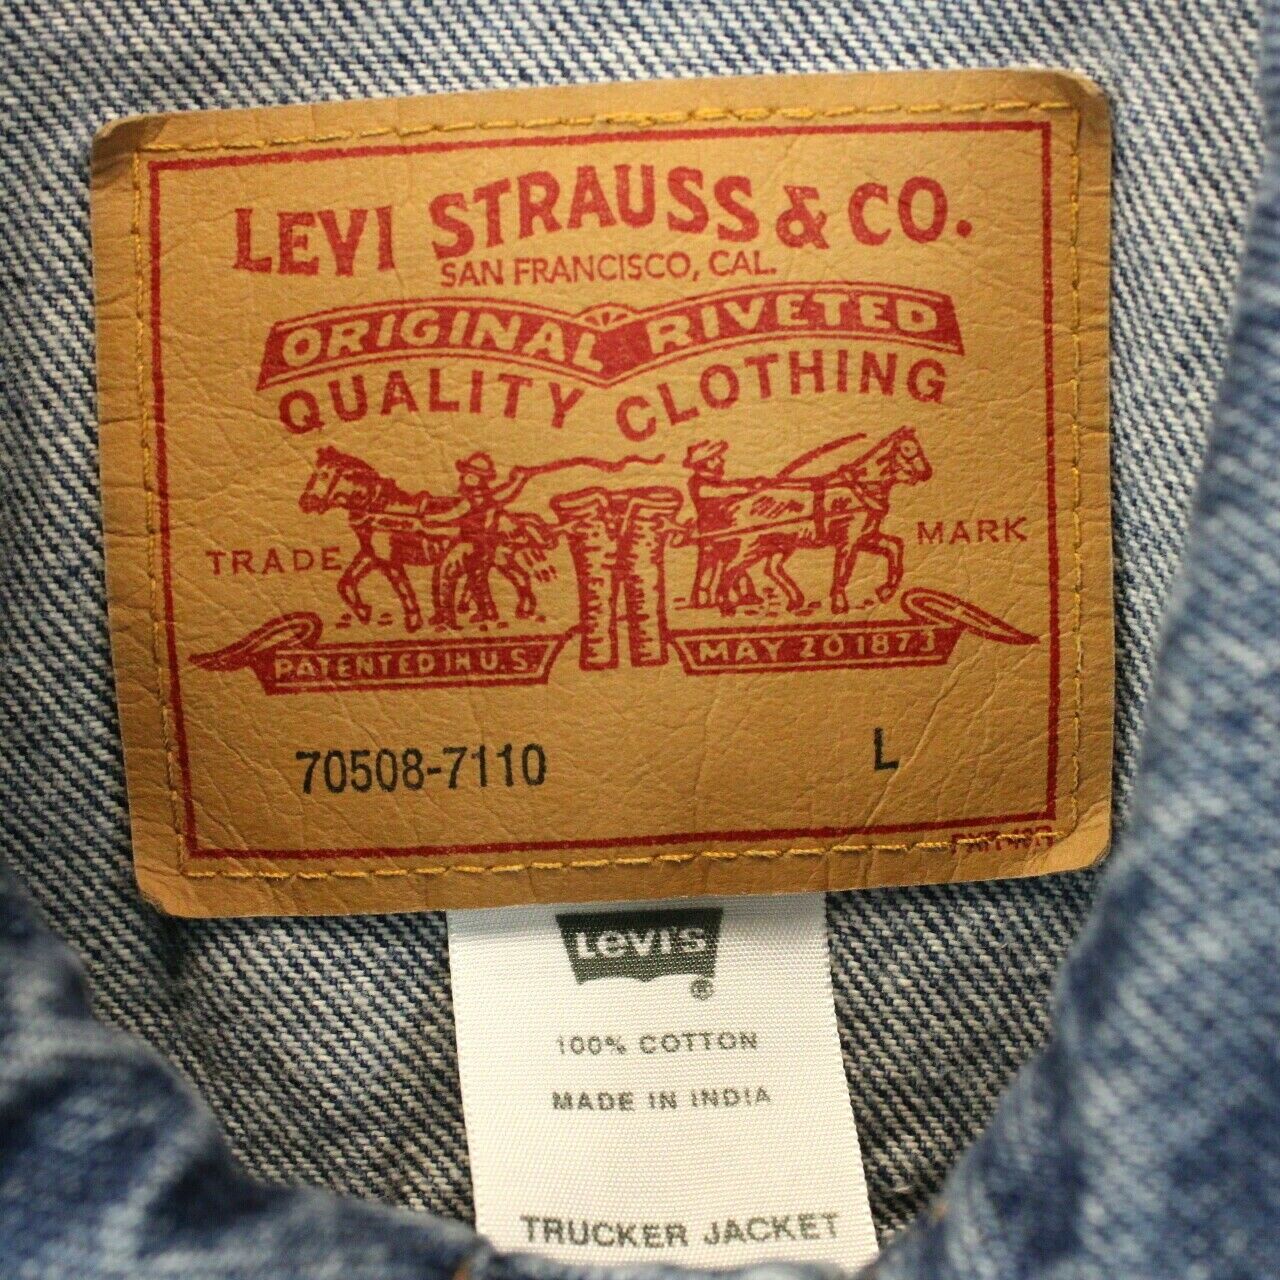 LEVI STRAUSS & CO.
SAN FRANCISCO, CAL.
ORIGINAL RIVETED
QUALITY CLOTHING
TRADE MARK
PATENTED IN U.S. MAY 20 1873
70508-7110 L
LEVI'S
®
100% COTTON
MADE IN INDIA
TRUCKER JACKET